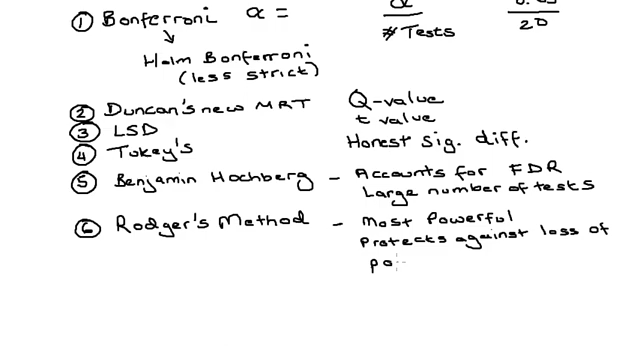 ① Bonferroni α = α / # Tests
20
Holm Bonferroni
(less strict)
② Duncan's new MRT Q-value
③ LSD t value
④ Tukey's Honest sig. diff.
⑤ Benjamin Hochberg - Accounts for FDR
Large number of tests
⑥ Rodger's Method - Most Powerful
Protects against loss of
po